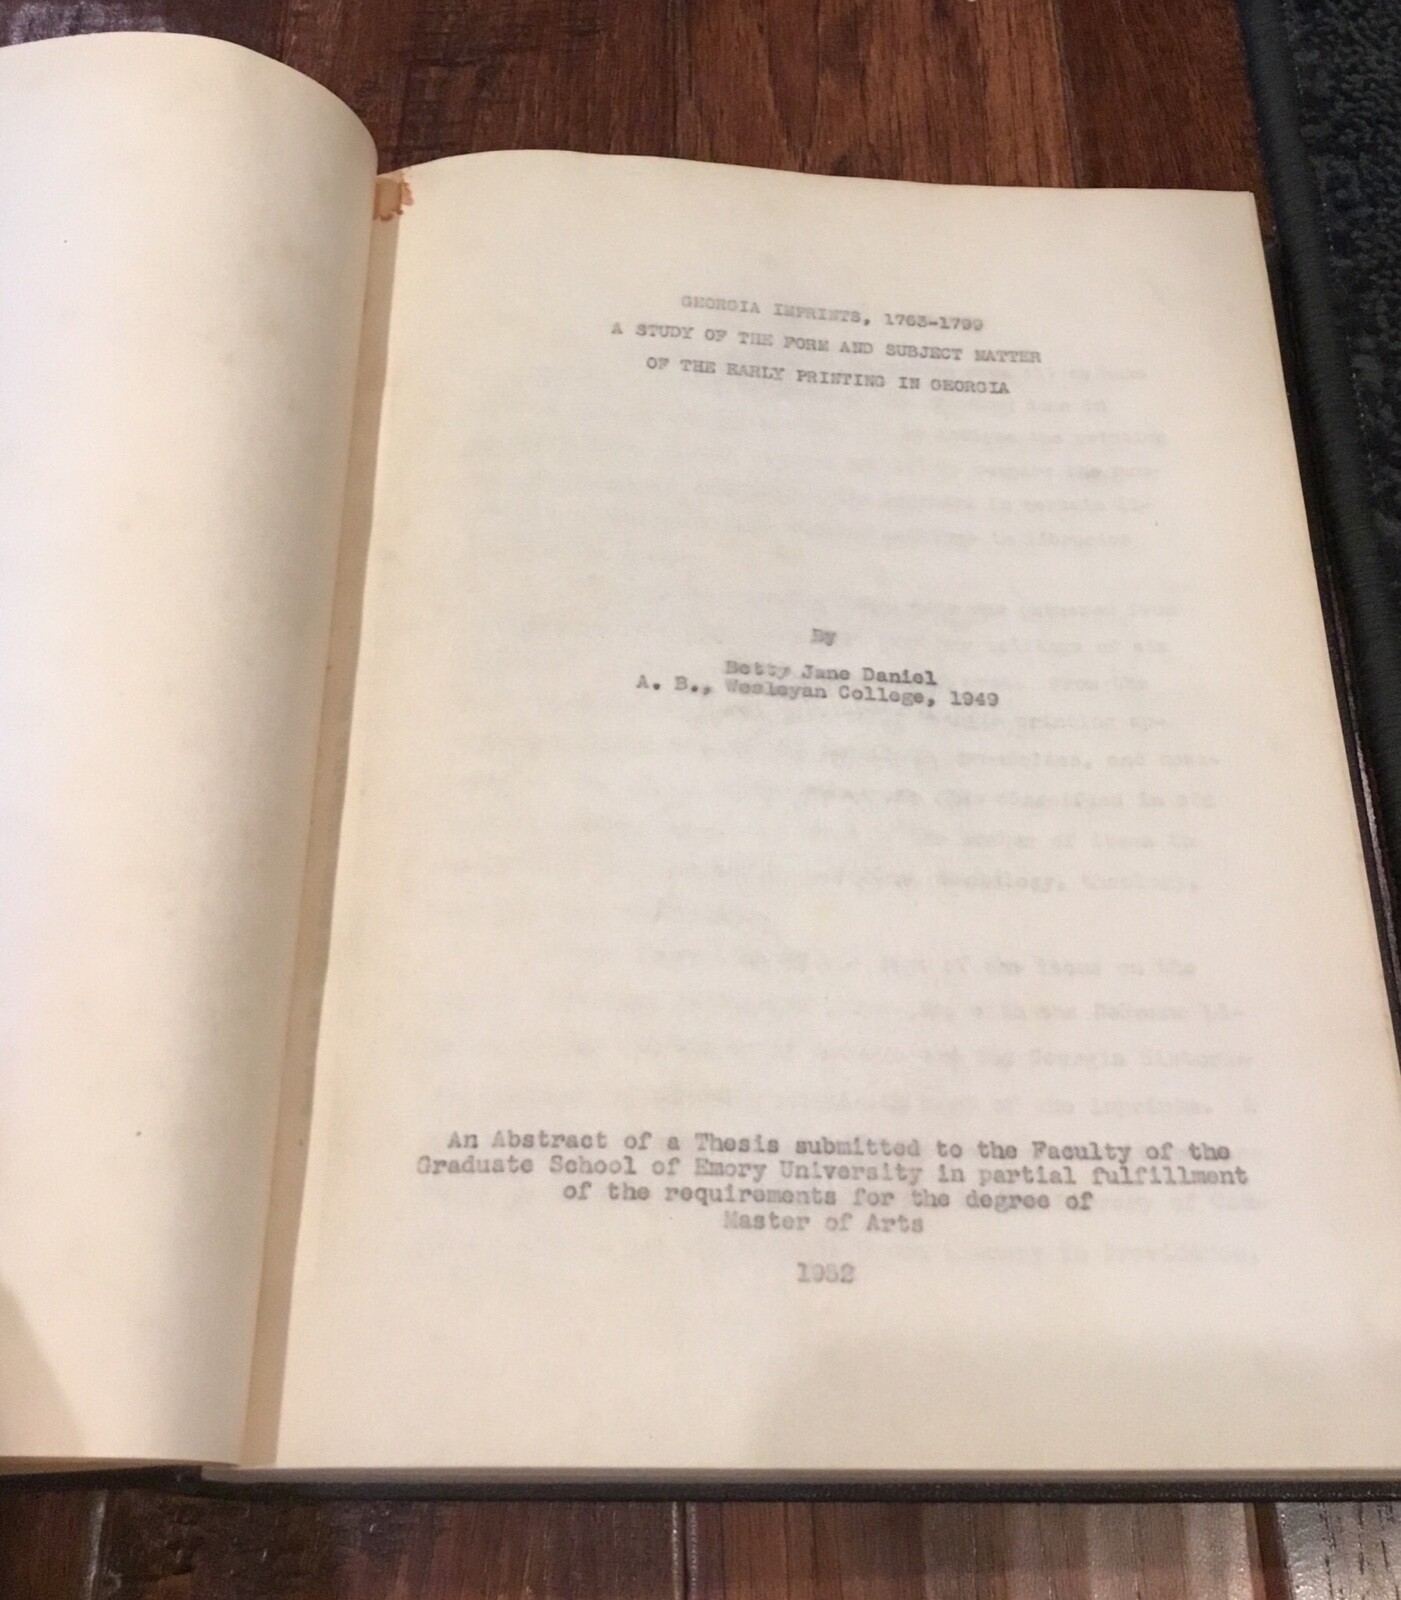 GEORGIA IMPRINTS, 1763-1799
A STUDY OF THE FORM AND SUBJECT MATTER
OF THE EARLY PRINTING IN GEORGIA
By
Betty Jane Daniel
A. B., Wesleyan College, 1949
An Abstract of a Thesis submitted to the Faculty of the
Graduate School of Emory University in partial fulfillment
of the requirements for the degree of
Master of Arts
1952